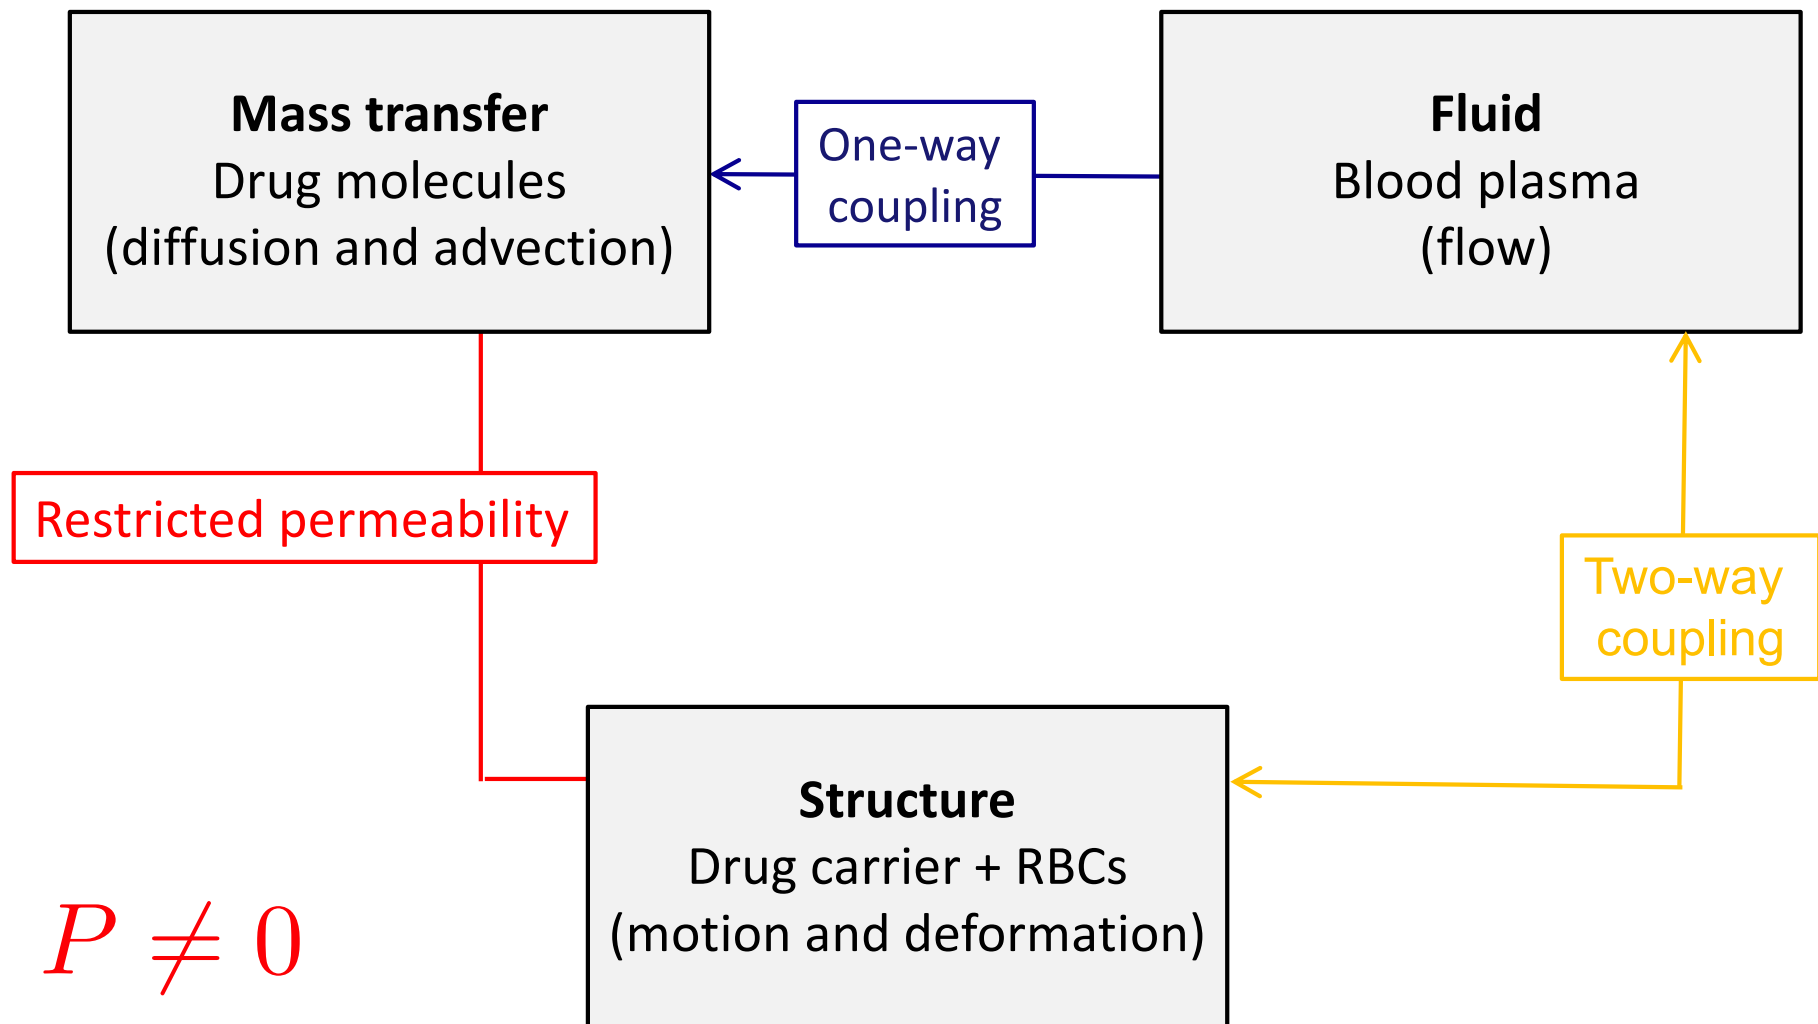 Mass transfer
Drug molecules
(diffusion and advection)
One-way
coupling
Fluid
Blood plasma
(flow)
Restricted permeability
Two-way
coupling
Structure
Drug carrier + RBCs
(motion and deformation)
P ≠ 0